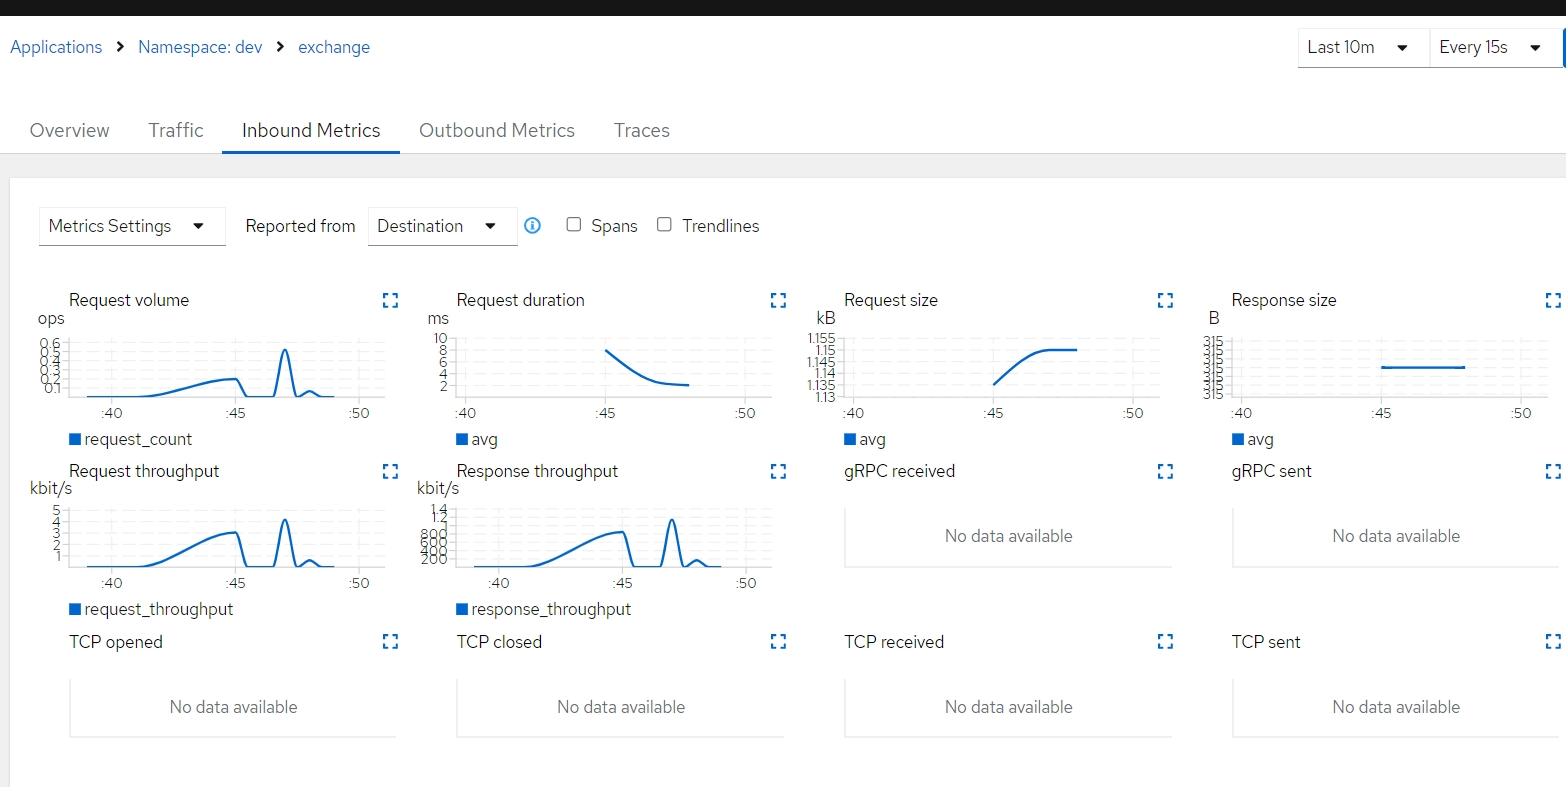 Applications > Namespace: dev > exchange
Last 10m Every 15s
Overview Traffic Inbound Metrics Outbound Metrics Traces
Metrics Settings Reported from Destination Spans Trendlines
Request volume
ops
0.6
0.5
0.4
0.3
0.2
0.1
:40 :45 :50
request_count
Request duration
ms
10
8
6
4
2
:40 :45 :50
avg
Request size
kB
1.155
1.15
1.145
1.14
1.135
1.13
:40 :45 :50
avg
Response size
B
315
315
315
315
315
315
315
:40 :45 :50
avg
Request throughput
kbit/s
5
4
3
2
1
:40 :45 :50
request_throughput
Response throughput
kbit/s
1.4
1.2
800
600
400
200
:40 :45 :50
response_throughput
gRPC received
No data available
gRPC sent
No data available
TCP opened
No data available
TCP closed
No data available
TCP received
No data available
TCP sent
No data available